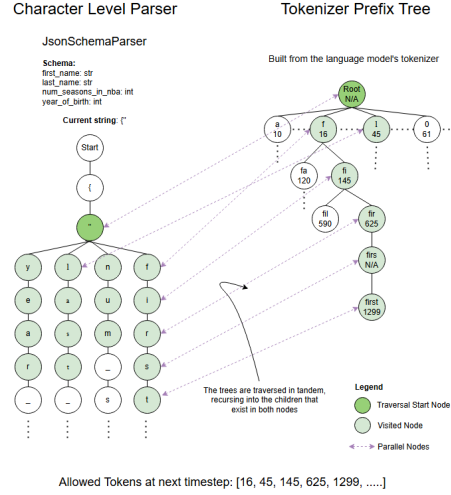 Character Level Parser
Tokenizer Prefix Tree
JsonSchemaParser
Schema:
first_name: str
last_name: str
num_seasons_in_nba: int
year_of_birth: int
Current string: {"
Built from the language model's tokenizer
Start
{
"
y l n f
e a u i
a s m r
r t _ s
_ _ s t
Root
N/A
a
10
f
16
l
45
0
61
fa
120
fi
145
fil
590
fir
625
firs
N/A
first
1299
The trees are traversed in tandem,
recursing into the children that
exist in both nodes
Legend
Traversal Start Node
Visited Node
Parallel Nodes
Allowed Tokens at next timestep: [16, 45, 145, 625, 1299, .....]